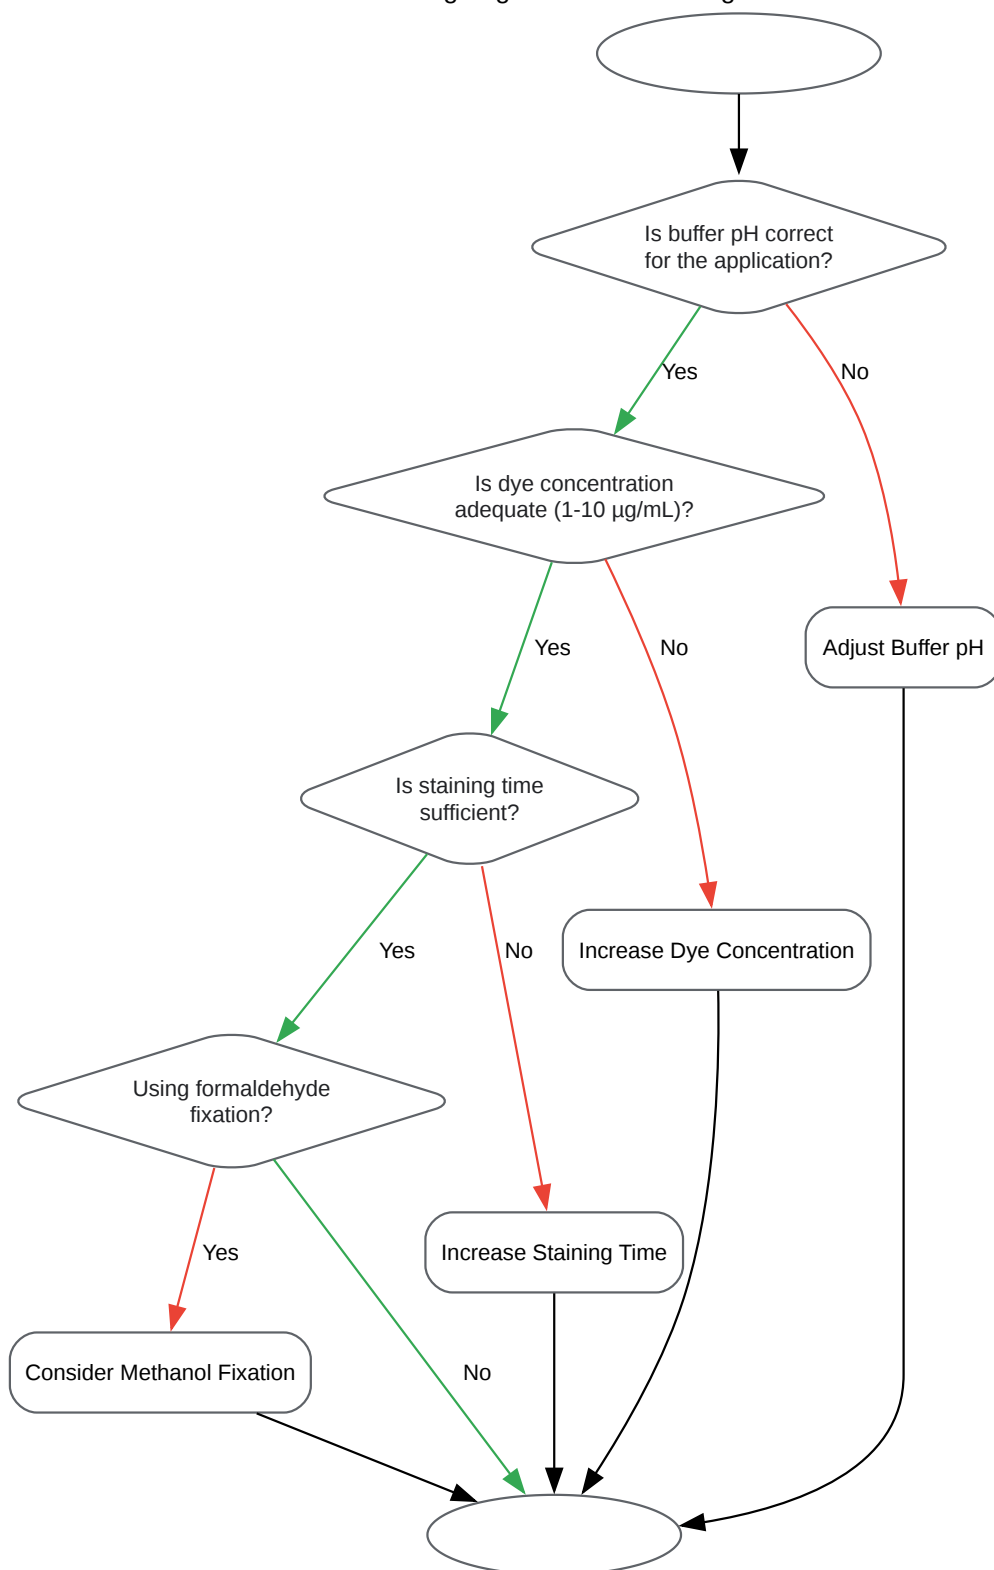 Is buffer pH correct
for the application?
Yes
No
Is dye concentration
adequate (1-10 µg/mL)?
Yes
No
Adjust Buffer pH
Is staining time
sufficient?
Yes
No
Increase Dye Concentration
Using formaldehyde
fixation?
Yes
Increase Staining Time
Consider Methanol Fixation
No